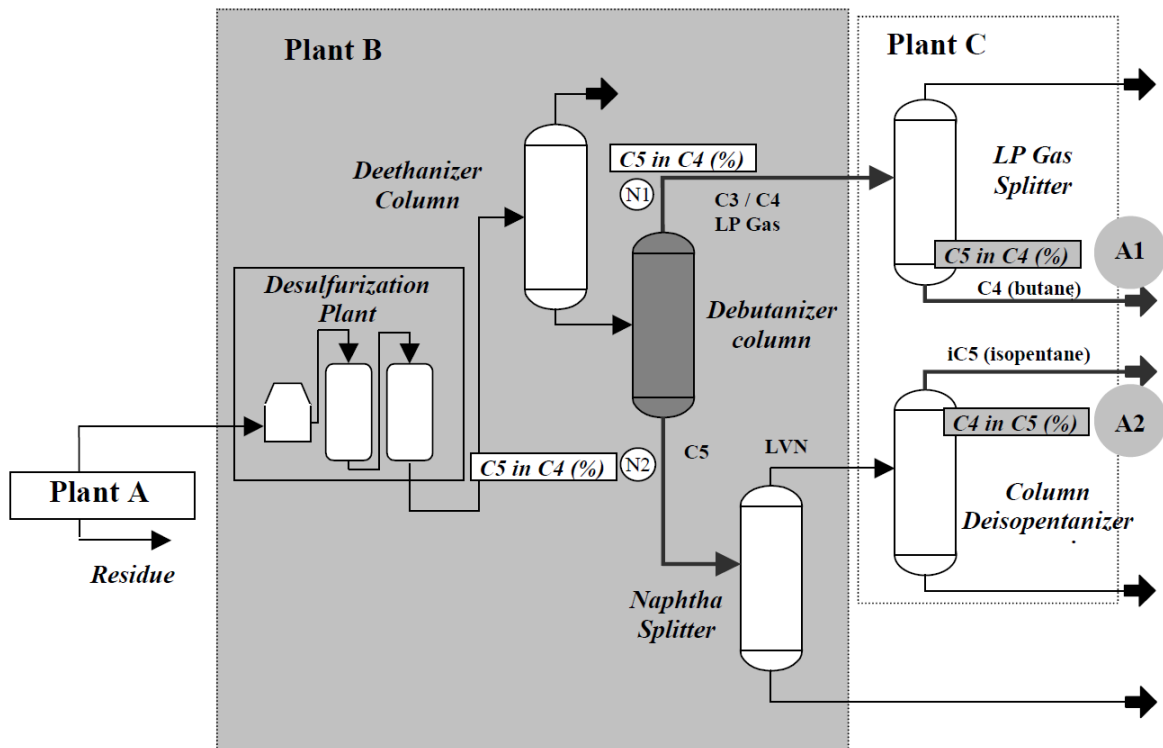 Plant B
Plant C
Deethanizer
Column
C5 in C4 (%)
N1
C3 / C4
LP Gas
LP Gas
Splitter
C5 in C4 (%)
A1
C4 (butane)
Desulfurization
Plant
Debutanizer
column
iC5 (isopentane)
C4 in C5 (%)
A2
C5 in C4 (%)
N2
C5
LVN
Plant A
Column
Deisopentanizer
.
Residue
Naphtha
Splitter